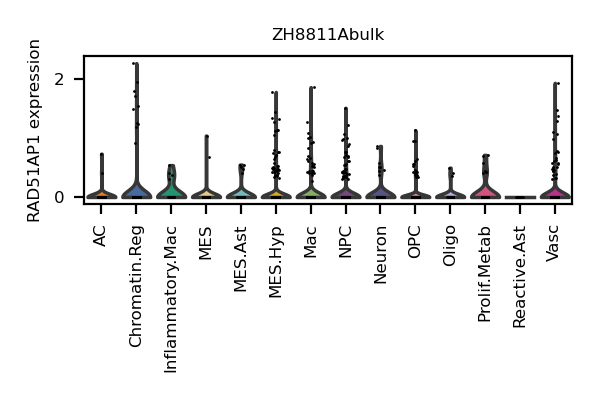 ZH8811Abulk
RAD51AP1 expression
2
0
AC
Chromatin.Reg
Inflammatory.Mac
MES
MES.Ast
MES.Hyp
Mac
NPC
Neuron
OPC
Oligo
Prolif.Metab
Reactive.Ast
Vasc